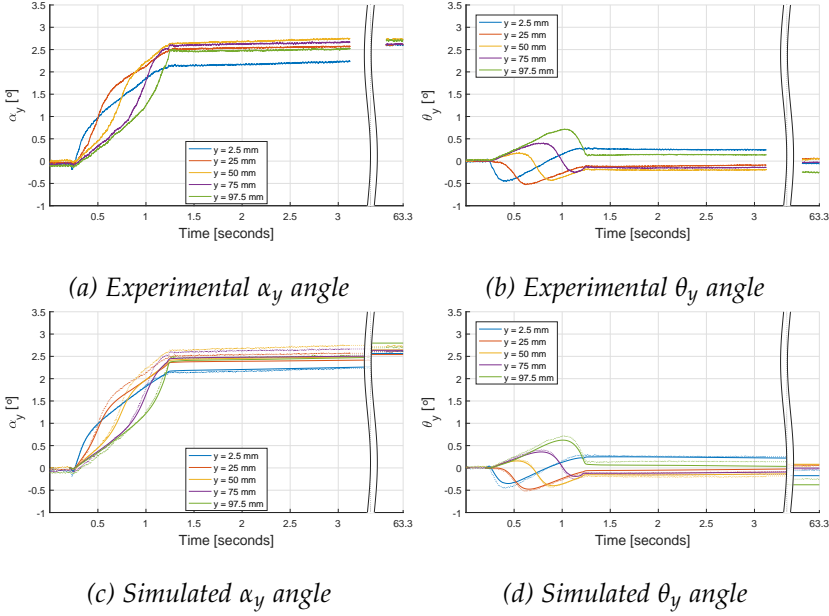 3.5
3
2.5
2
1.5
1
0.5
0
-0.5
-1
α_y [º]
y = 2.5 mm
y = 25 mm
y = 50 mm
y = 75 mm
y = 97.5 mm
0.5 1 1.5 2 2.5 3 63.3
Time [seconds]
(a) Experimental α_y angle
3.5
3
2.5
2
1.5
1
0.5
0
-0.5
-1
θ_y [º]
y = 2.5 mm
y = 25 mm
y = 50 mm
y = 75 mm
y = 97.5 mm
0.5 1 1.5 2 2.5 3 63.3
Time [seconds]
(b) Experimental θ_y angle
3.5
3
2.5
2
1.5
1
0.5
0
-0.5
-1
α_y [º]
y = 2.5 mm
y = 25 mm
y = 50 mm
y = 75 mm
y = 97.5 mm
0.5 1 1.5 2 2.5 3 63.3
Time [seconds]
(c) Simulated α_y angle
3.5
3
2.5
2
1.5
1
0.5
0
-0.5
-1
θ_y [º]
y = 2.5 mm
y = 25 mm
y = 50 mm
y = 75 mm
y = 97.5 mm
0.5 1 1.5 2 2.5 3 63.3
Time [seconds]
(d) Simulated θ_y angle